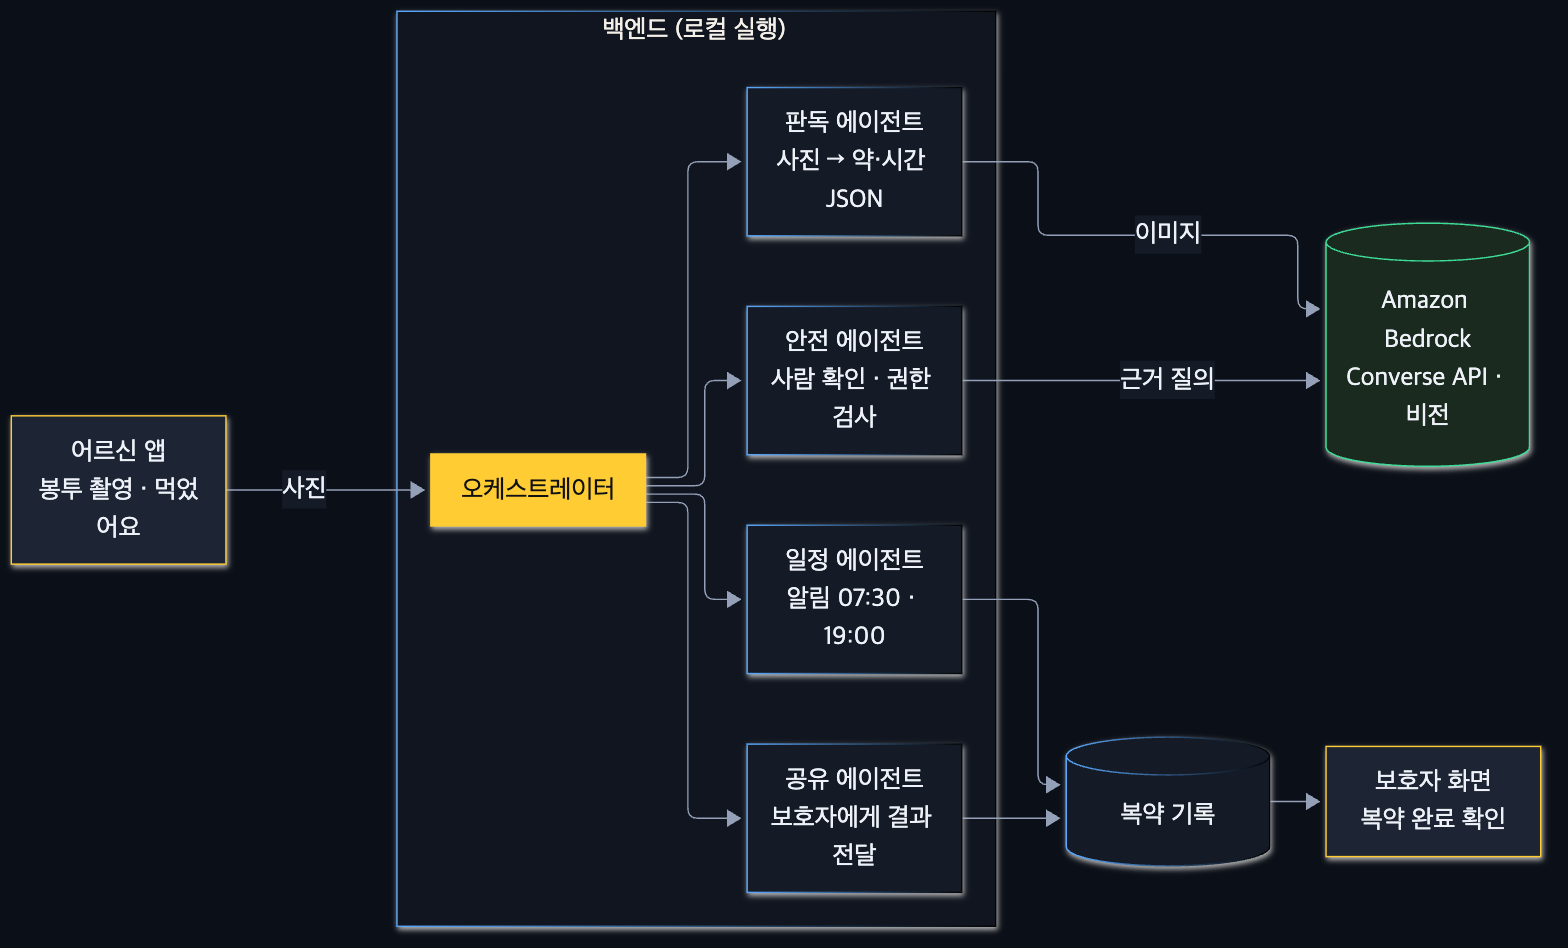 백엔드 (로컬 실행)
판독 에이전트
사진 → 약·시간
JSON
이미지
안전 에이전트
사람 확인 · 권한
검사
근거 질의
Amazon
Bedrock
Converse API ·
비전
어르신 앱
봉투 촬영 · 먹었
어요
사진
오케스트레이터
일정 에이전트
알림 07:30 ·
19:00
공유 에이전트
보호자에게 결과
전달
복약 기록
보호자 화면
복약 완료 확인